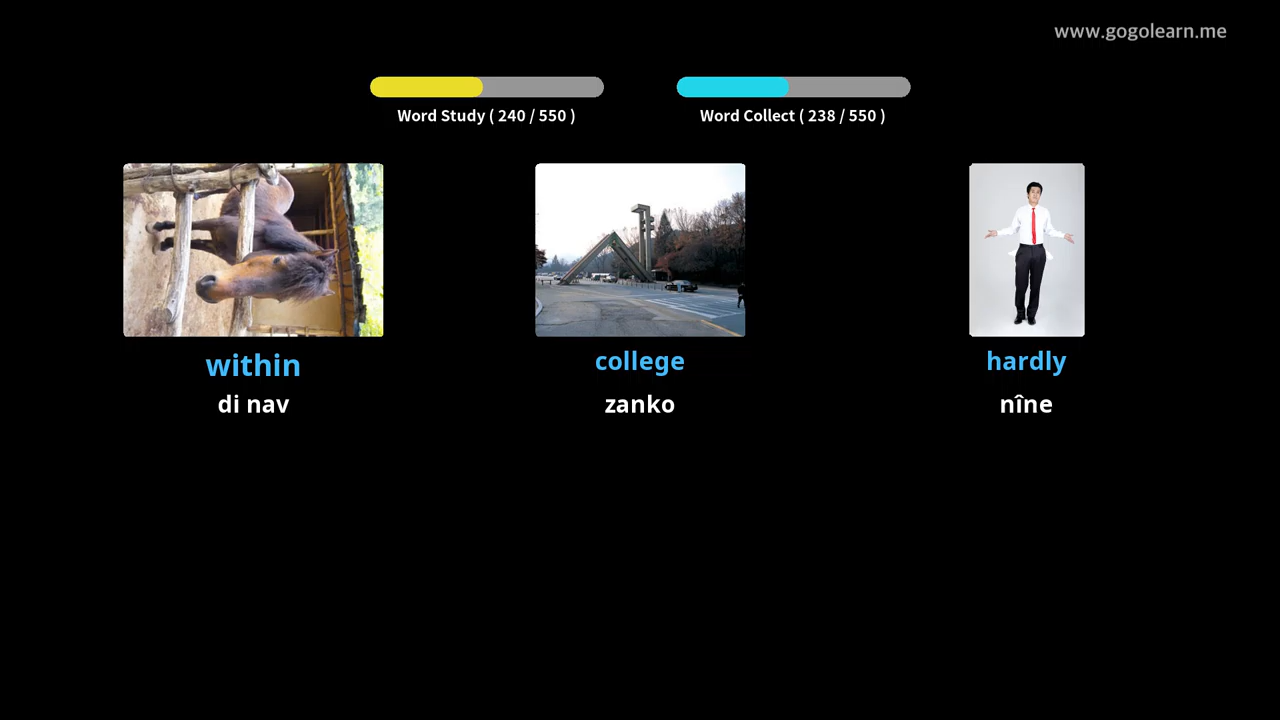 www.gogolearn.me
Word Study ( 240 / 550 )
Word Collect ( 238 / 550 )
within
college
hardly
di nav
zanko
nîne